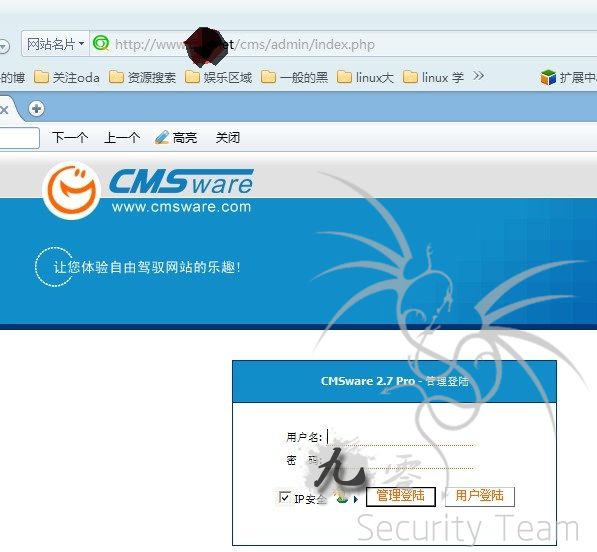 网站名片 http://www. et/cms/admin/index.php
的博 关注oda 资源搜索 娱乐区域 一般的黑 linux大 linux 学 扩展中
下一个 上一个 高亮 关闭
CMSware
www.cmsware.com
让您体验自由驾驭网站的乐趣!
CMSware 2.7 Pro - 管理登陆
用户名:
密 码:
九零
IP安全 管理登陆 用户登陆
Security Team